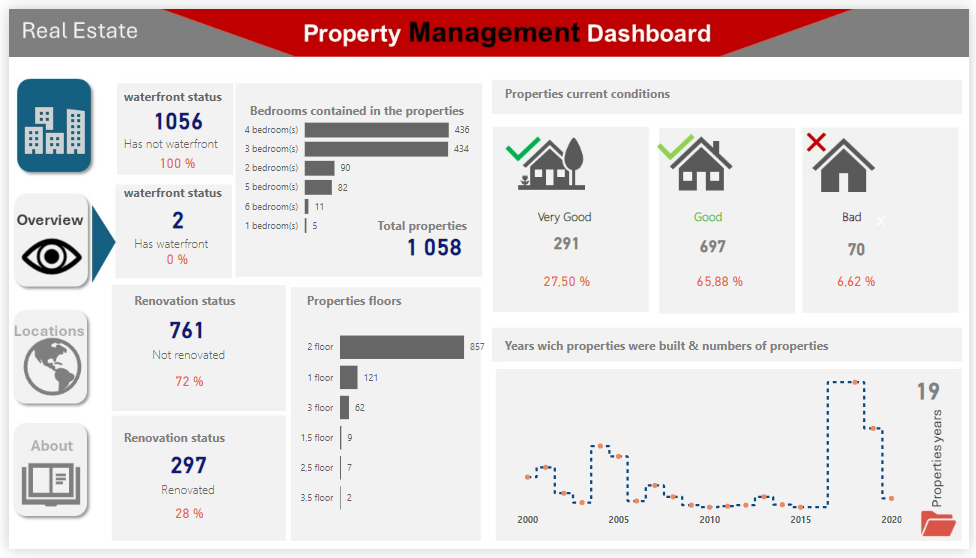 Real Estate
Property Management Dashboard
Overview
Locations
About
waterfront status
1056
Has not waterfront
100 %
waterfront status
2
Has waterfront
0 %
Bedrooms contained in the properties
4 bedroom(s) 436
3 bedroom(s) 434
2 bedroom(s) 90
5 bedroom(s) 82
6 bedroom(s) 11
1 bedroom(s) 5
Total properties
1 058
Renovation status
761
Not renovated
72 %
Renovation status
297
Renovated
28 %
Properties floors
2 floor 857
1 floor 121
3 floor 62
1,5 floor 9
2,5 floor 7
3,5 floor 2
Properties current conditions
Very Good
291
27,50 %
Good
697
65,88 %
Bad
x
70
6,62 %
Years wich properties were built & numbers of properties
19
Properties years
2000 2005 2010 2015 2020